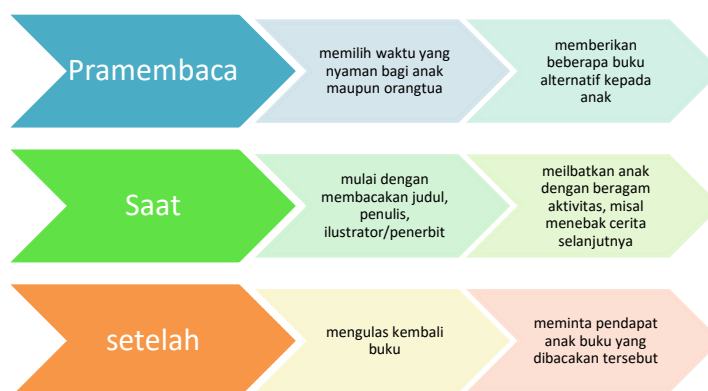 Pramembaca
memilih waktu yang
nyaman bagi anak
maupun orangtua
memberikan
beberapa buku
alternatif kepada
anak
Saat
mulai dengan
membacakan judul,
penulis,
ilustrator/penerbit
meilbatkan anak
dengan beragam
aktivitas, misal
menebak cerita
selanjutnya
setelah
mengulas kembali
buku
meminta pendapat
anak buku yang
dibacakan tersebut